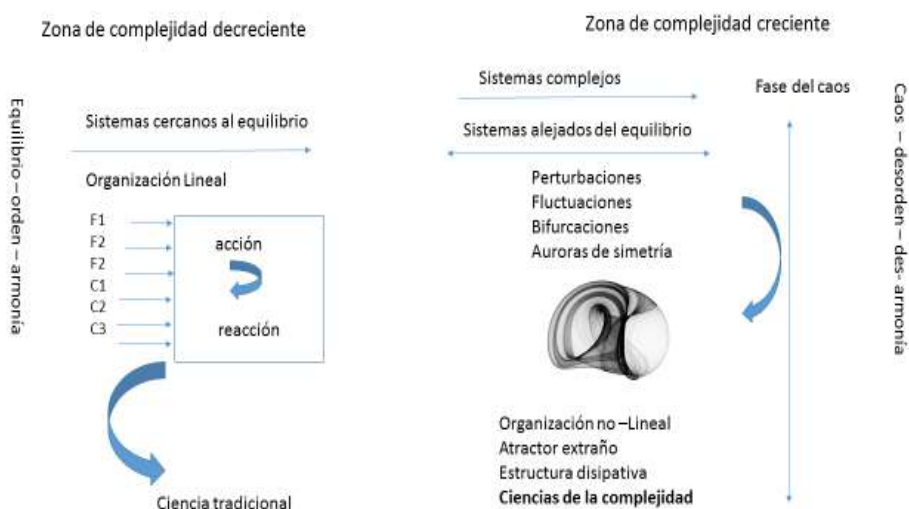 Zona de complejidad decreciente
Equilibrio – orden – armonía
Sistemas cercanos al equilibrio
Organización Lineal
F1
F2
F2
C1
C2
C3
acción
reacción
Ciencia tradicional
Zona de complejidad creciente
Sistemas complejos
Fase del caos
Sistemas alejados del equilibrio
Perturbaciones
Fluctuaciones
Bifurcaciones
Auroras de simetría
Organización no –Lineal
Atractor extraño
Estructura disipativa
Ciencias de la complejidad
Caos – desorden – des- armonía